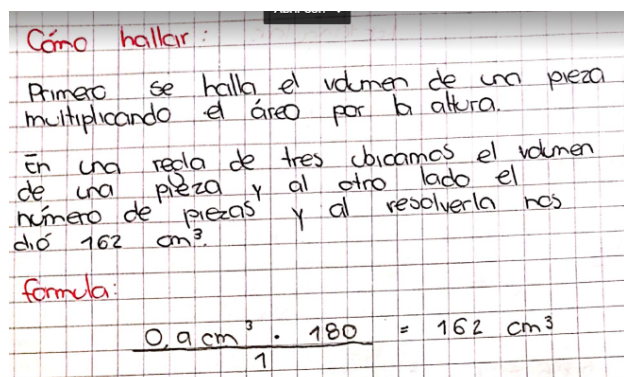 Cómo hallar:
Primero se halla el volumen de una pieza
multiplicando el área por la altura.
En una regla de tres ubicamos el volumen
de una pieza y al otro lado el
número de piezas y al resolverla nos
dió 162 cm³.
formula:
0,9 cm³ . 180 = 162 cm³
1